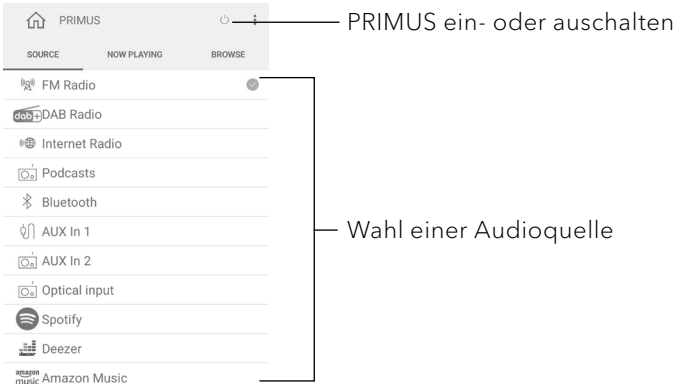 PRIMUS
PRIMUS ein- oder auschalten
SOURCE NOW PLAYING BROWSE
FM Radio
dab+ DAB Radio
Internet Radio
Podcasts
Bluetooth
Wahl einer Audioquelle
AUX In 1
AUX In 2
Optical input
Spotify
deezer Deezer
amazon music Amazon Music